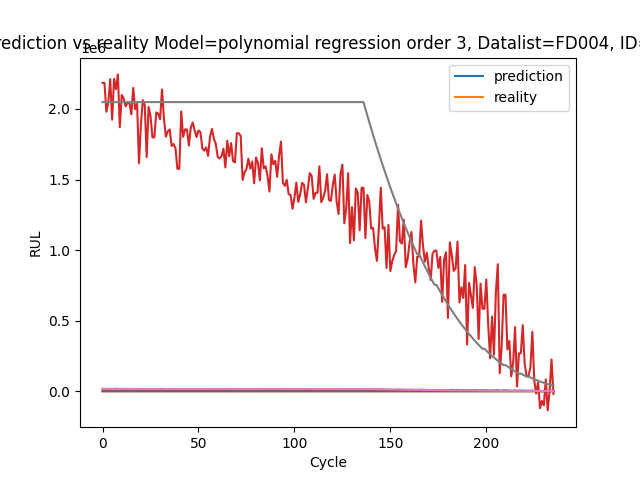 rediction vs reality Model=polynomial regression order 3, Datalist=FD004, ID=
1e6
prediction
reality
2.0
1.5
1.0
0.5
0.0
RUL
0
50
100
150
200
Cycle